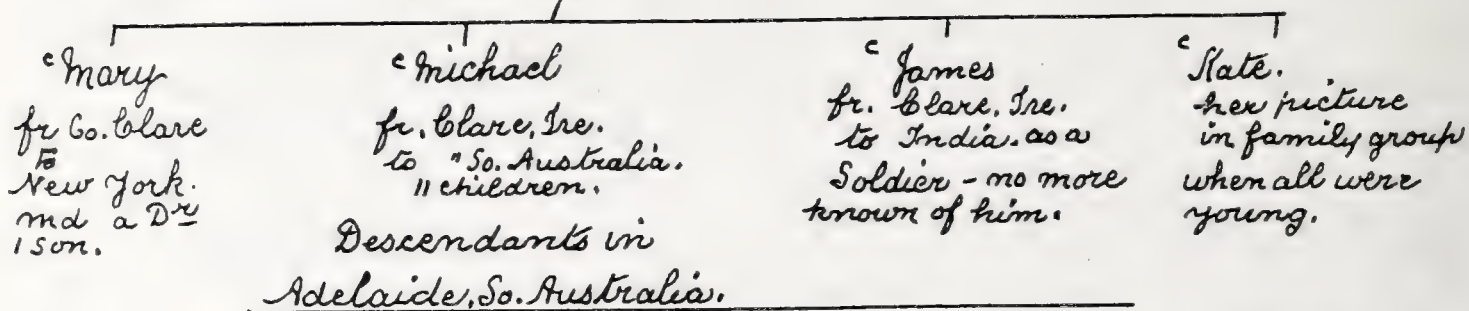 c Mary
fr Co. Clare
to
New York.
md a Dr
1 son.
c Michael
fr. Clare, Ire.
to "So. Australia.
11 children.
Descendants in
Adelaide, So. Australia.
c James
fr. Clare, Ire.
to India. as a
Soldier - no more
known of him.
c Kate.
her picture
in family group
when all were
young.